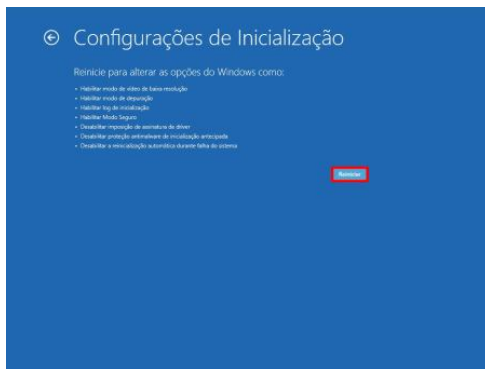 Configurações de Inicialização
Reinicie para alterar as opções do Windows como:
• Habilitar modo de vídeo de baixa resolução
• Habilitar modo de depuração
• Habilitar log de inicialização
• Habilitar Modo Seguro
• Desabilitar imposição de assinatura de driver
• Desabilitar proteção antimalware de inicialização antecipada
• Desabilitar a reinicialização automática durante falha do sistema
Reiniciar